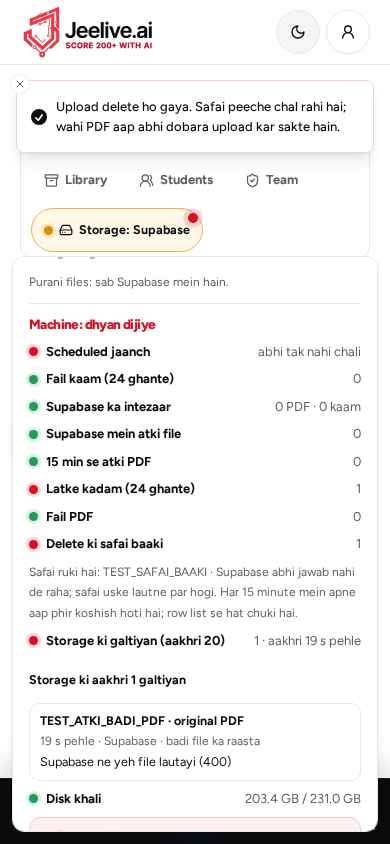 Jeelive.ai
SCORE 200+ WITH AI
Upload delete ho gaya. Safai peeche chal rahi hai;
wahi PDF aap abhi dobara upload kar sakte hain.
Library Students Team
Storage: Supabase
Purani files: sab Supabase mein hain.
Machine: dhyan dijiye
Scheduled jaanch abhi tak nahi chali
Fail kaam (24 ghante) 0
Supabase ka intezaar 0 PDF · 0 kaam
Supabase mein atki file 0
15 min se atki PDF 0
Latke kadam (24 ghante) 1
Fail PDF 0
Delete ki safai baaki 1
Safai ruki hai: TEST_SAFAI_BAAKI · Supabase abhi jawab nahi
de raha; safai uske lautne par hogi. Har 15 minute mein apne
aap phir koshish hoti hai; row list se hat chuki hai.
Storage ki galtiyan (aakhri 20) 1 · aakhri 19 s pehle
Storage ki aakhri 1 galtiyan
TEST_ATKI_BADI_PDF · original PDF
19 s pehle · Supabase · badi file ka raasta
Supabase ne yeh file lautayi (400)
Disk khali 203.4 GB / 231.0 GB